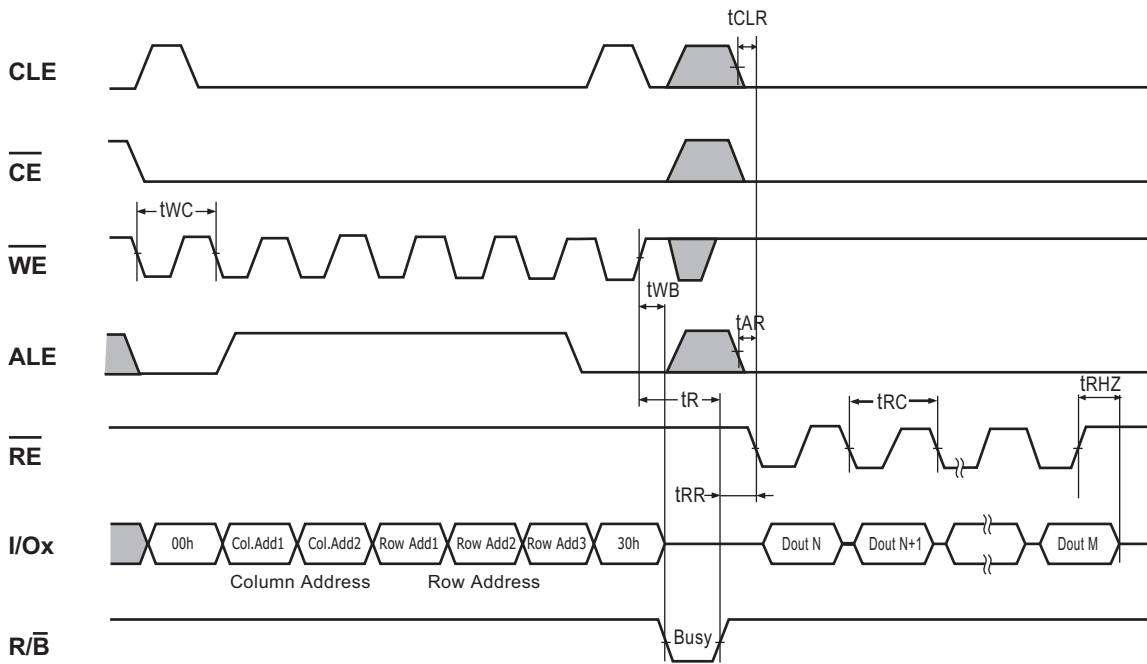 tCLR
CLE
CE
tWC
WE
tWB
tAR
ALE
tR
tRC
tRHZ
RE
tRR
I/Ox
00h
Col.Add1
Col.Add2
Row Add1
Row Add2
Row Add3
30h
Dout N
Dout N+1
Dout M
Column Address
Row Address
Busy
R/B